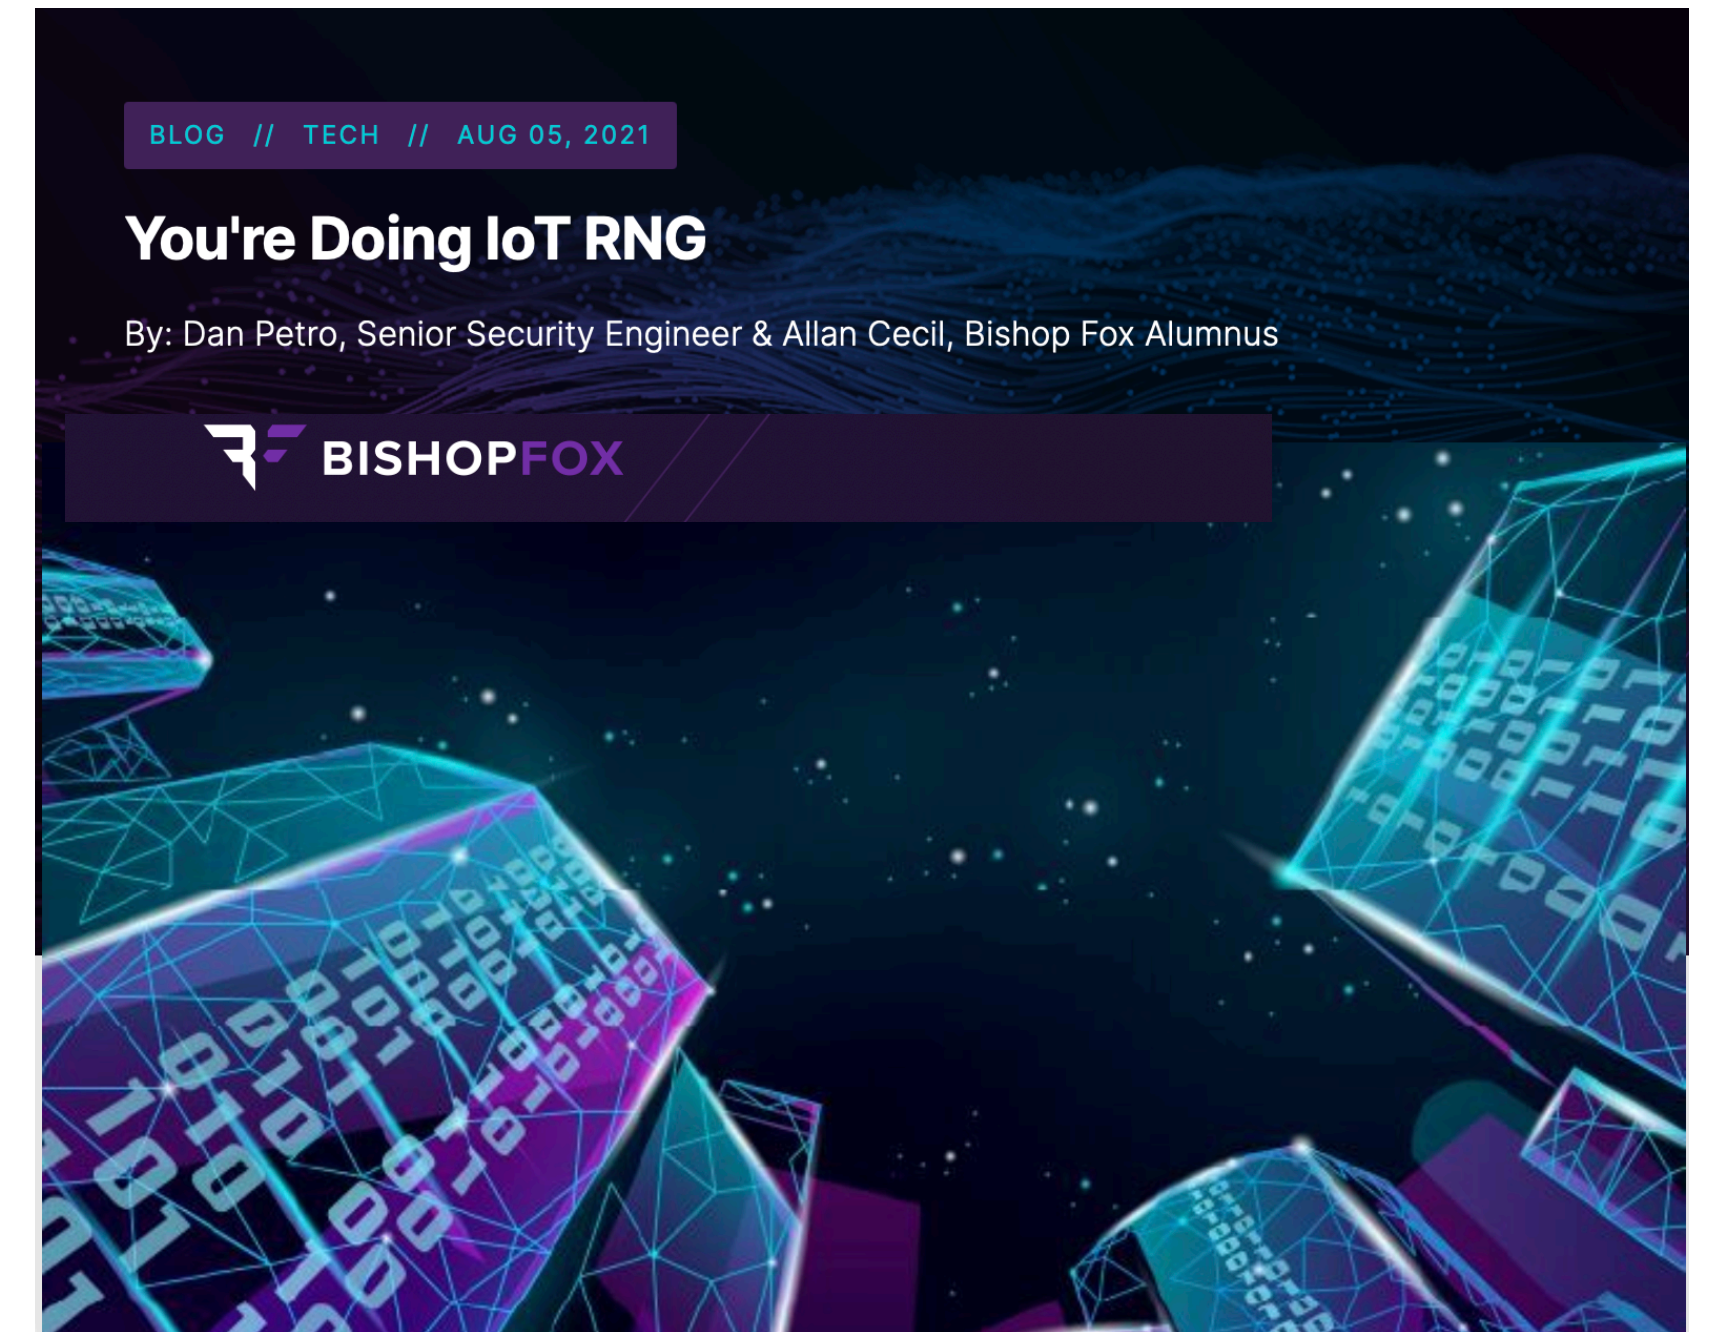 BLOG // TECH // AUG 05, 2021
You're Doing IoT RNG
By: Dan Petro, Senior Security Engineer & Allan Cecil, Bishop Fox Alumnus
BISHOPFOX